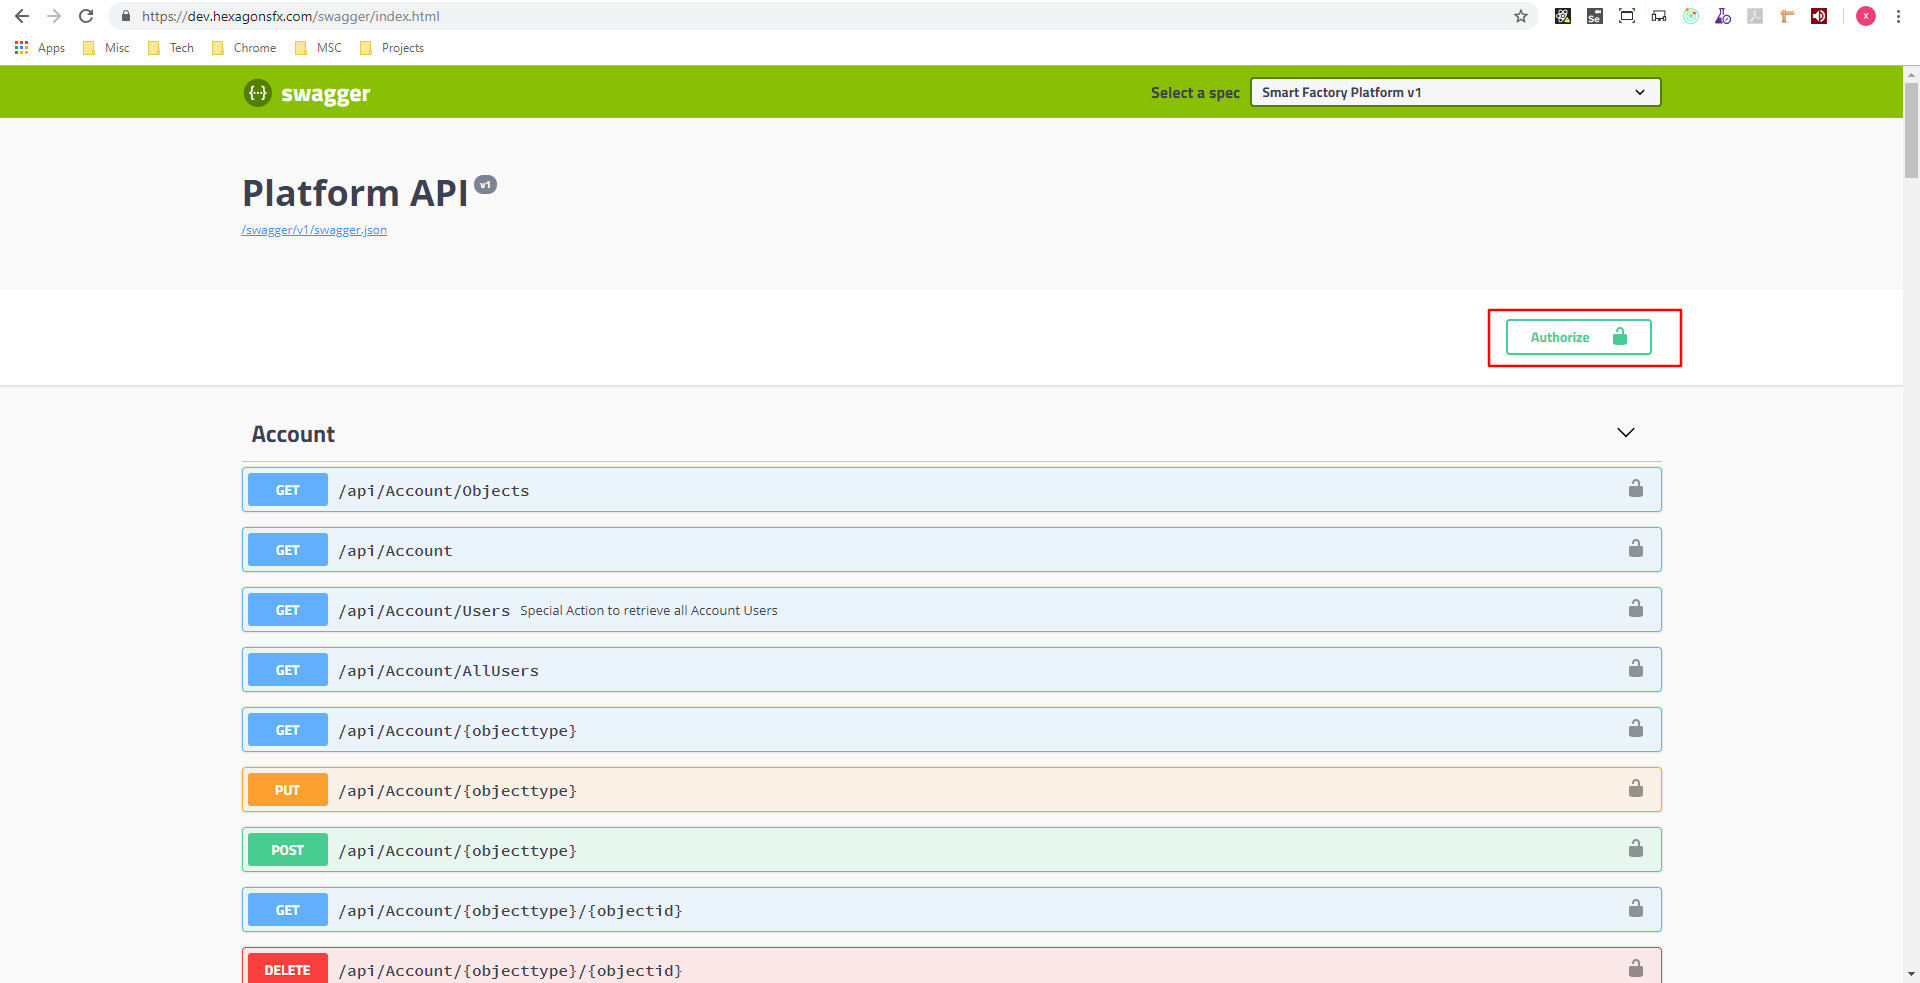 https://dev.hexagonsfx.com/swagger/index.html
Se
x
Apps Misc Tech Chrome MSC Projects
{···} swagger Select a spec Smart Factory Platform v1
Platform API v1
/swagger/v1/swagger.json
Authorize
Account
GET /api/Account/Objects
GET /api/Account
GET /api/Account/Users Special Action to retrieve all Account Users
GET /api/Account/AllUsers
GET /api/Account/{objecttype}
PUT /api/Account/{objecttype}
POST /api/Account/{objecttype}
GET /api/Account/{objecttype}/{objectid}
DELETE /api/Account/{objecttype}/{objectid}